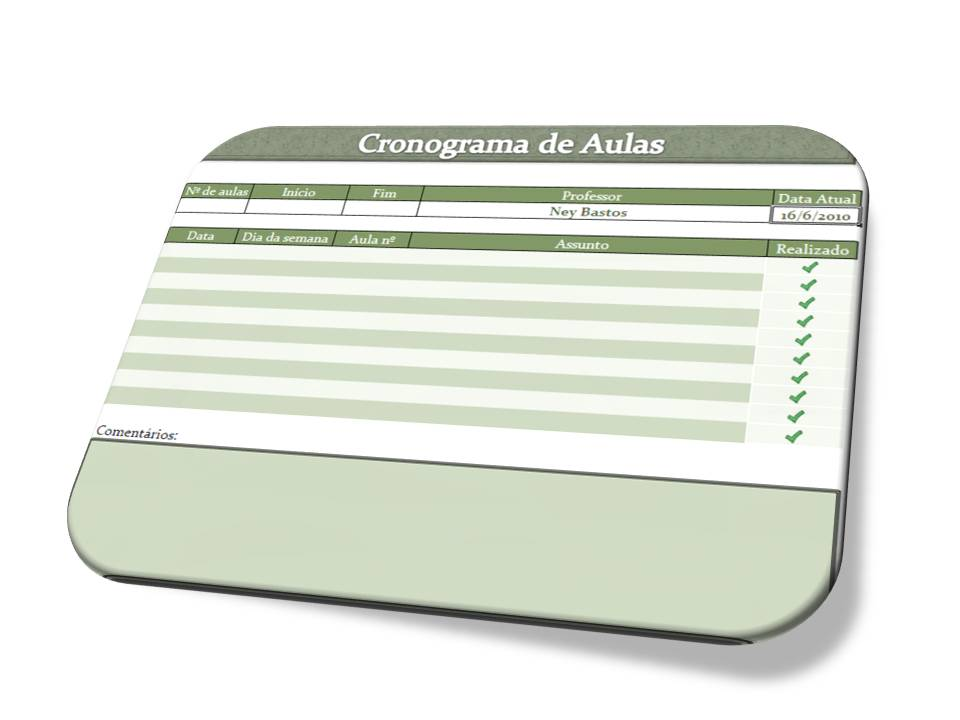 Cronograma de Aulas
Nº de aulas Início Fim Professor Data Atual
Ney Bastos 16/6/2010
Data Dia da semana Aula nº Assunto Realizado
Comentários: